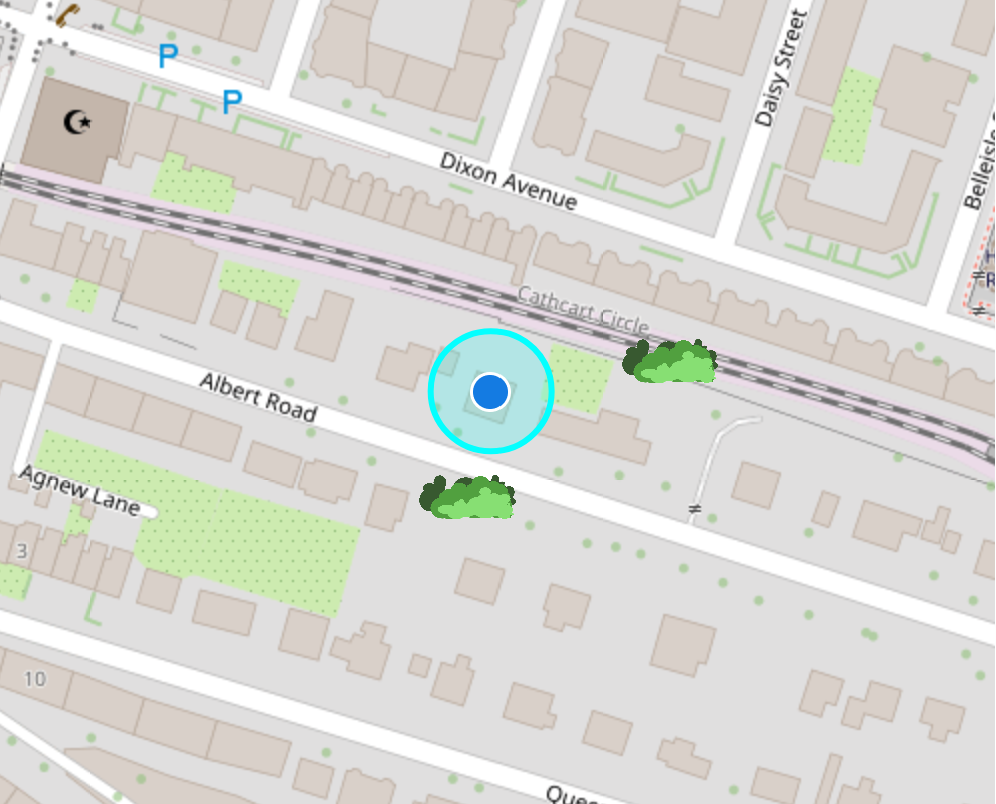 P
P
Daisy Street
Dixon Avenue
Cathcart Circle
Albert Road
Agnew Lane
3
10